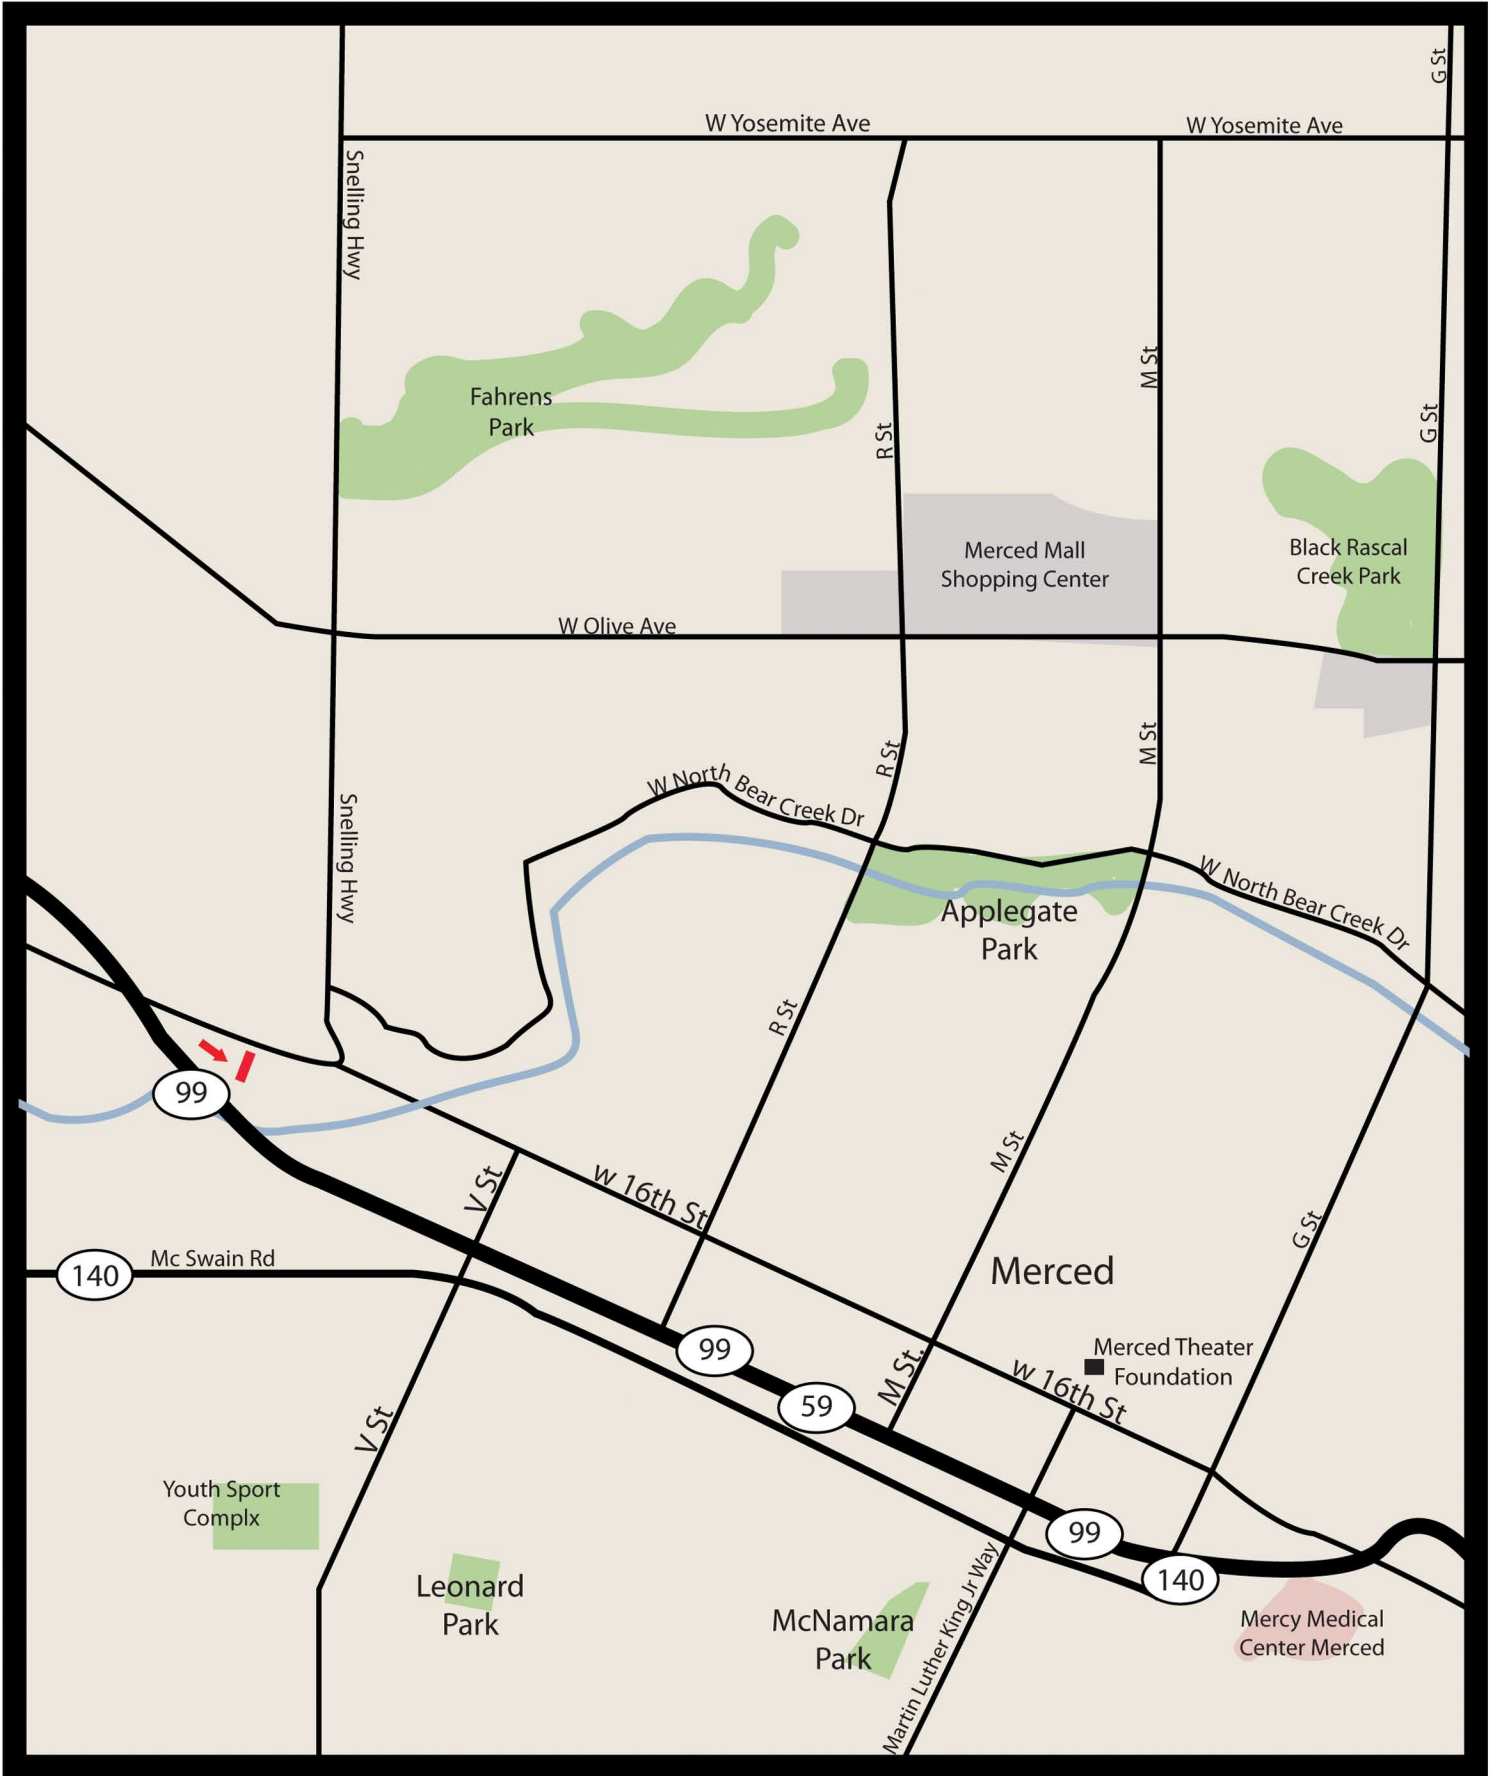 G St
W Yosemite Ave
W Yosemite Ave
Snelling Hwy
M St
Fahrens
Park
R St
G St
Merced Mall
Shopping Center
Black Rascal
Creek Park
W Olive Ave
R St
M St
W North Bear Creek Dr
Snelling Hwy
W North Bear Creek Dr
Applegate
Park
R St
99
M St
V St
W 16th St
G St
140
Mc Swain Rd
Merced
99
Merced Theater
Foundation
M St.
W 16th St
59
V St
Youth Sport
Complx
99
Martin Luther King Jr Way
140
Leonard
Park
McNamara
Park
Mercy Medical
Center Merced